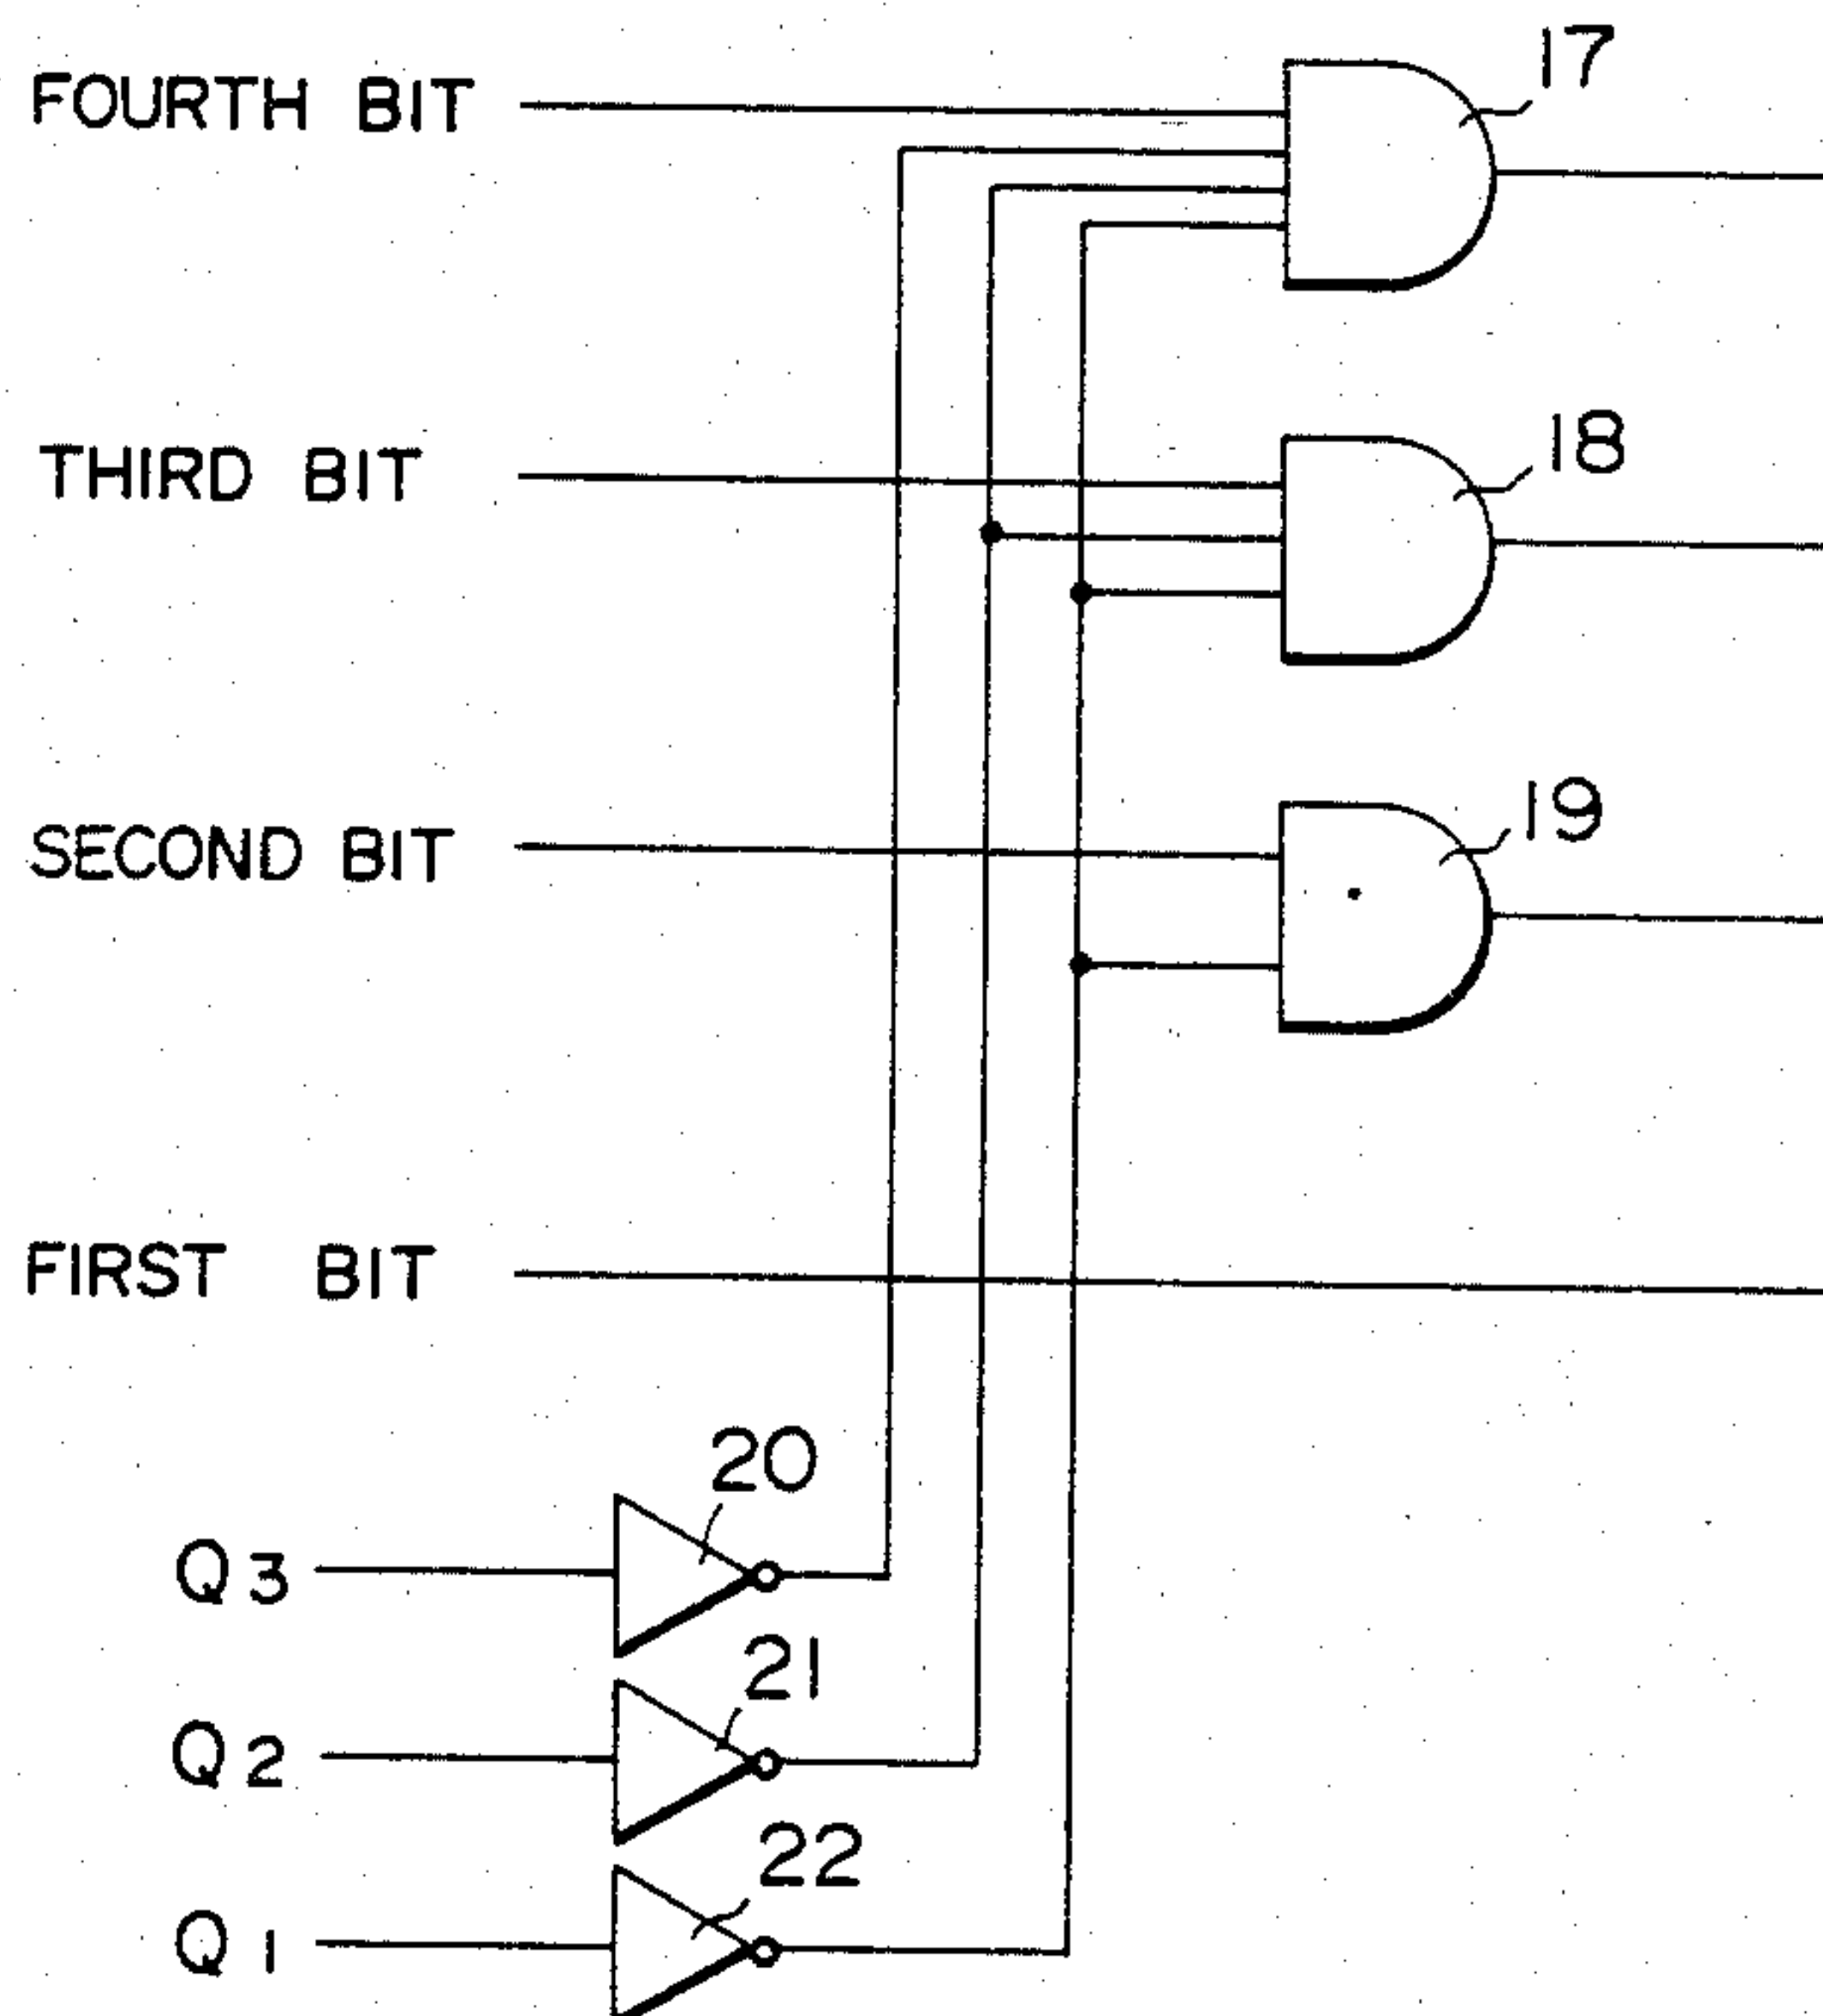 17
FOURTH BIT
18
THIRD BIT
19
SECOND BIT
FIRST BIT
20
Q3
21
Q2
22
Q1